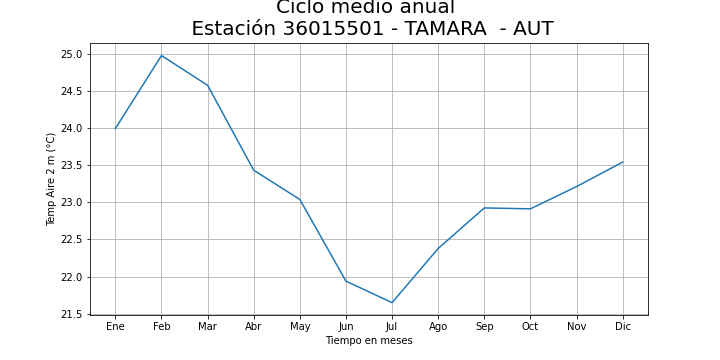 Ciclo medio anual
Estación 36015501 - TAMARA  - AUT
25.0
24.5
24.0
23.5
23.0
22.5
22.0
21.5
Temp Aire 2 m (°C)
Ene Feb Mar Abr May Jun Jul Ago Sep Oct Nov Dic
Tiempo en meses